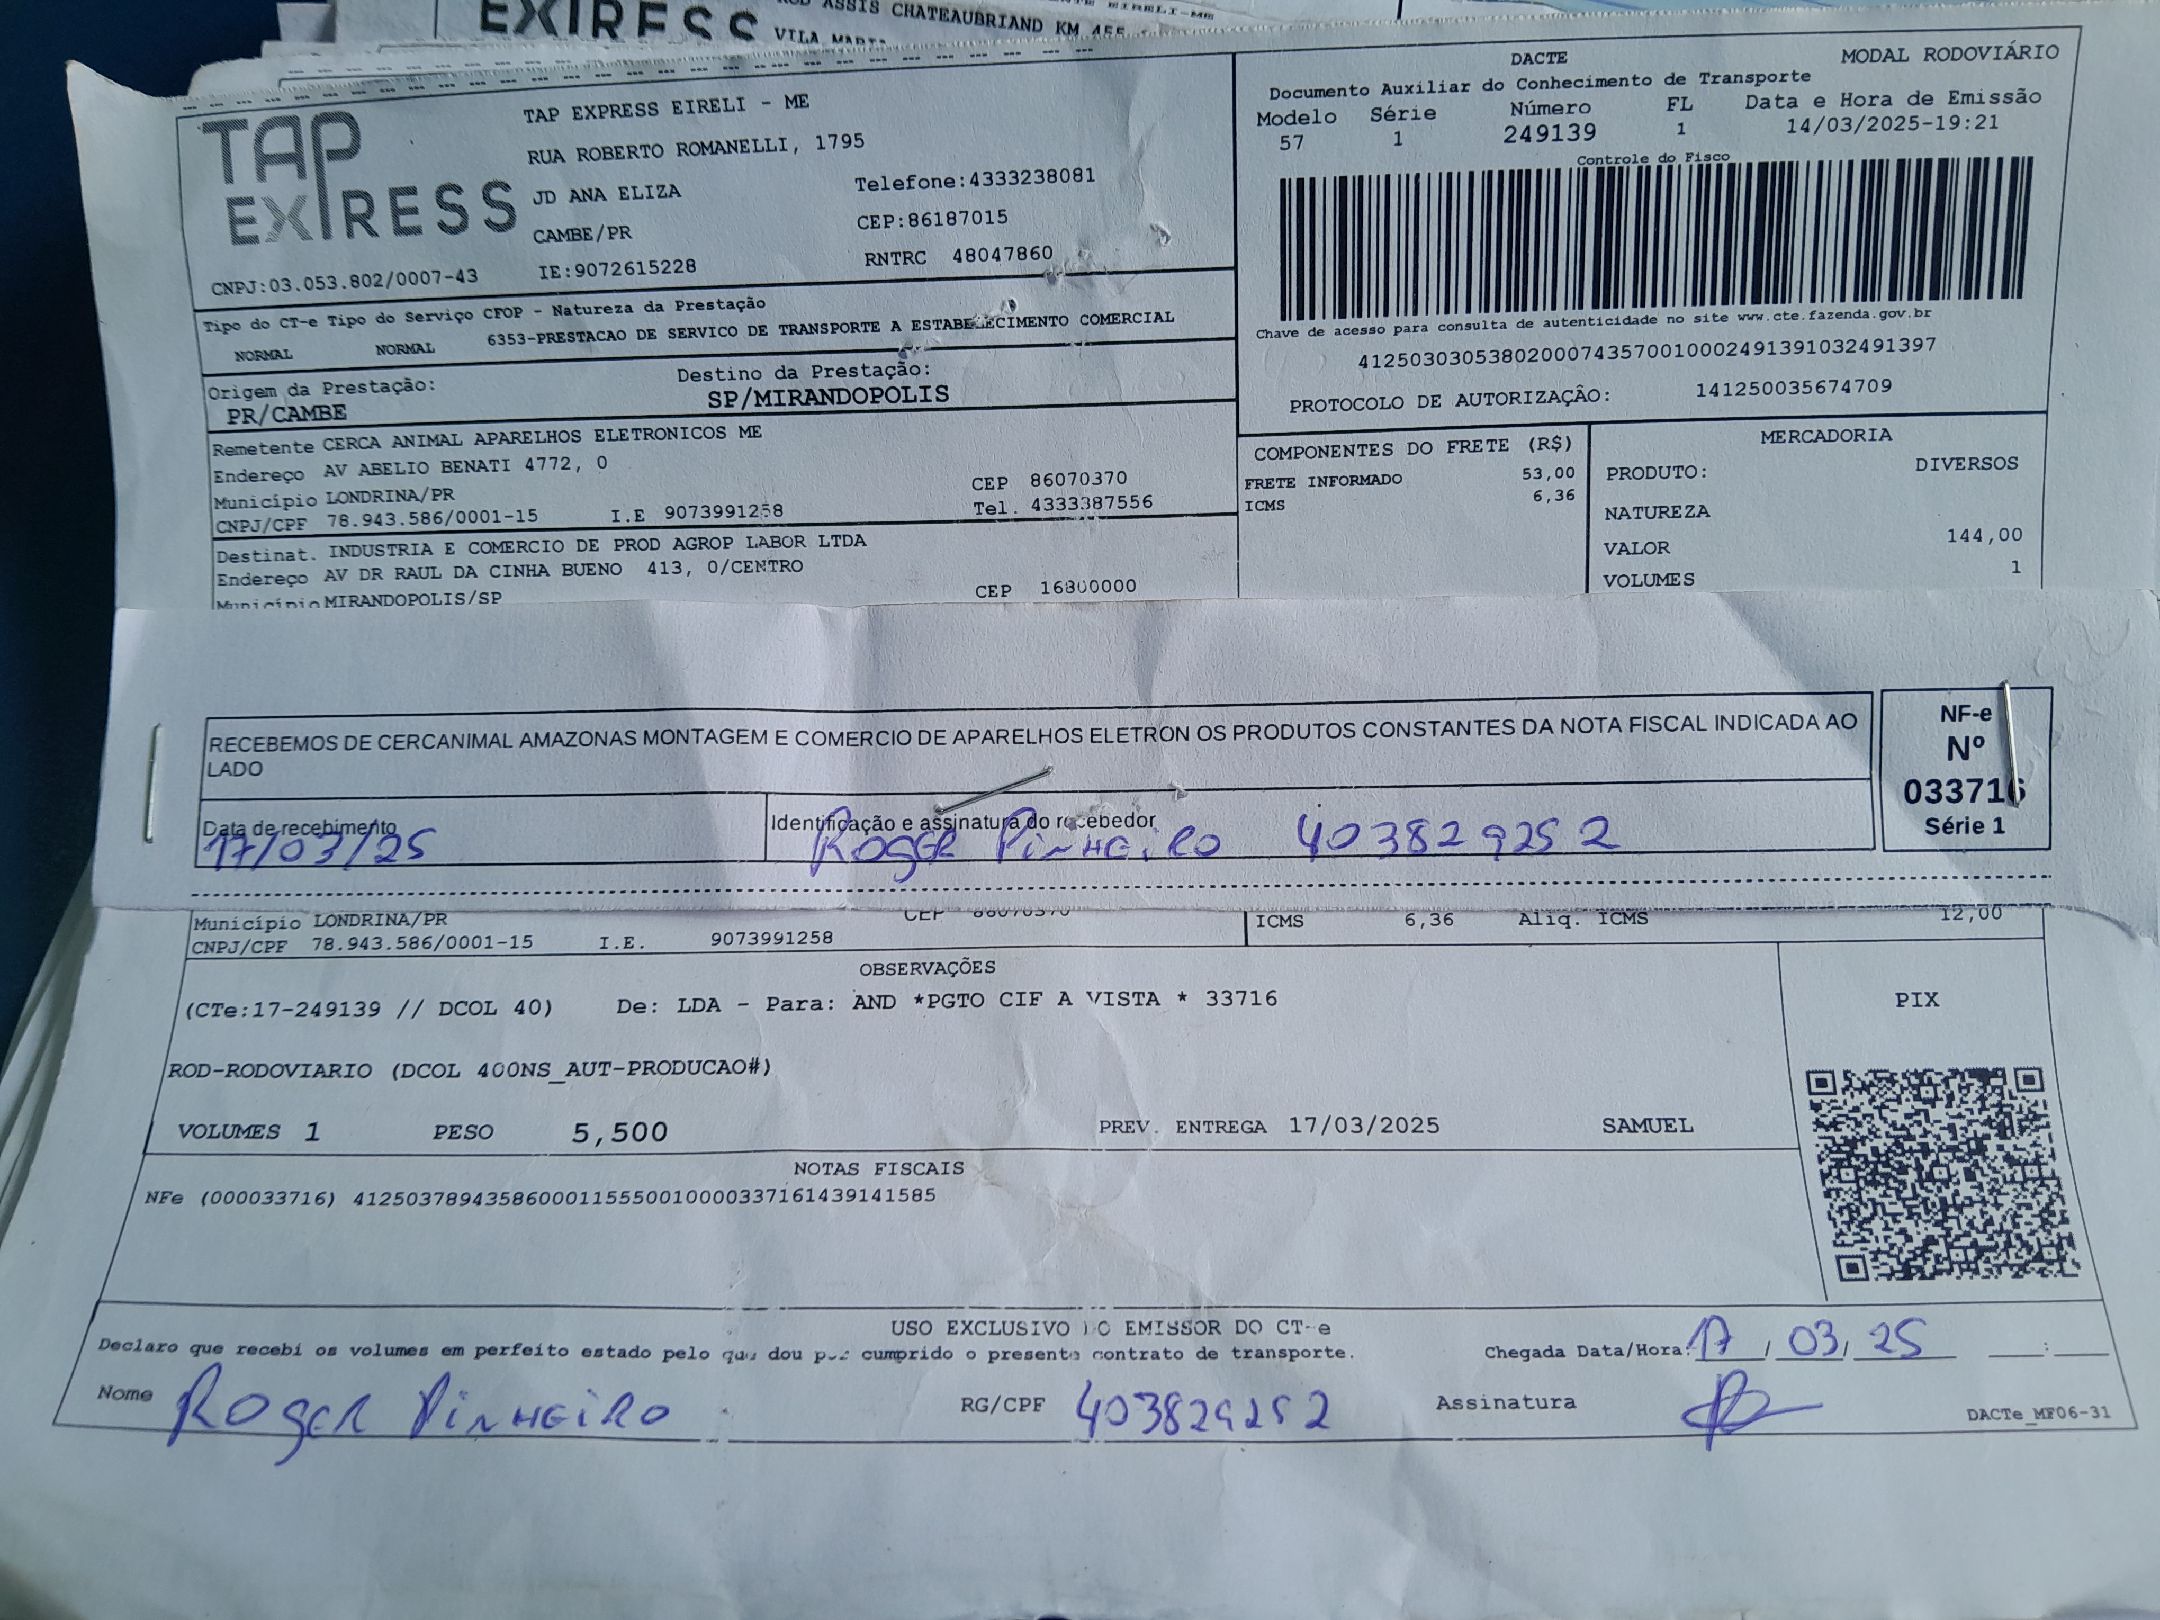 EXPRESS
ASSIS CHATEAUBRIAND KM 455
EIRELI-ME
VILA MARIA
TAP EXPRESS
TAP EXPRESS EIRELI - ME
RUA ROBERTO ROMANELLI, 1795
JD ANA ELIZA
Telefone:4333238081
CAMBE/PR
CEP:86187015
CNPJ:03.053.802/0007-43
IE:9072615228
RNTRC 48047860
DACTE
MODAL RODOVIÁRIO
Documento Auxiliar do Conhecimento de Transporte
Modelo Série Número FL Data e Hora de Emissão
57 1 249139 1 14/03/2025-19:21
Controle do Fisco
Chave de acesso para consulta de autenticidade no site www.cte.fazenda.gov.br
41250303053802000743570010002491391032491397
PROTOCOLO DE AUTORIZAÇÂO: 141250035674709
Tipo do CT-e Tipo do Serviço CFOP - Natureza da Prestação
NORMAL NORMAL 6353-PRESTACAO DE SERVICO DE TRANSPORTE A ESTABELECIMENTO COMERCIAL
Origem da Prestação: Destino da Prestação:
PR/CAMBE SP/MIRANDOPOLIS
Remetente CERCA ANIMAL APARELHOS ELETRONICOS ME
Endereço AV ABELIO BENATI 4772, 0
Município LONDRINA/PR CEP 86070370
CNPJ/CPF 78.943.586/0001-15 I.E 9073991258 Tel. 4333387556
Destinat. INDUSTRIA E COMERCIO DE PROD AGROP LABOR LTDA
Endereço AV DR RAUL DA CINHA BUENO 413, 0/CENTRO
Município MIRANDOPOLIS/SP CEP 16800000
COMPONENTES DO FRETE (R$)
FRETE INFORMADO 53,00
ICMS 6,36
MERCADORIA
PRODUTO: DIVERSOS
NATUREZA
VALOR 144,00
VOLUMES 1
RECEBEMOS DE CERCANIMAL AMAZONAS MONTAGEM E COMERCIO DE APARELHOS ELETRON OS PRODUTOS CONSTANTES DA NOTA FISCAL INDICADA AO
LADO
Data de recebimento
17/03/25
Identificação e assinatura do recebedor
Roger Pinheiro 403829252
NF-e
Nº
033716
Série 1
Município LONDRINA/PR CEP 86070370
CNPJ/CPF 78.943.586/0001-15 I.E. 9073991258
ICMS 6,36 Aliq. ICMS 12,00
OBSERVAÇÕES
(CTe:17-249139 // DCOL 40) De: LDA - Para: AND *PGTO CIF A VISTA * 33716
ROD-RODOVIARIO (DCOL 400NS_AUT-PRODUCAO#)
VOLUMES 1 PESO 5,500 PREV. ENTREGA 17/03/2025 SAMUEL
PIX
NOTAS FISCAIS
NFe (000033716) 41250378943586000115550010000337161439141585
USO EXCLUSIVO DO EMISSOR DO CT-e
Declaro que recebi os volumes em perfeito estado pelo que dou por cumprido o presente contrato de transporte.
Chegada Data/Hora: 17/03/25 :
Nome Roger Pinheiro RG/CPF 403829252 Assinatura
DACTe_MF06-31